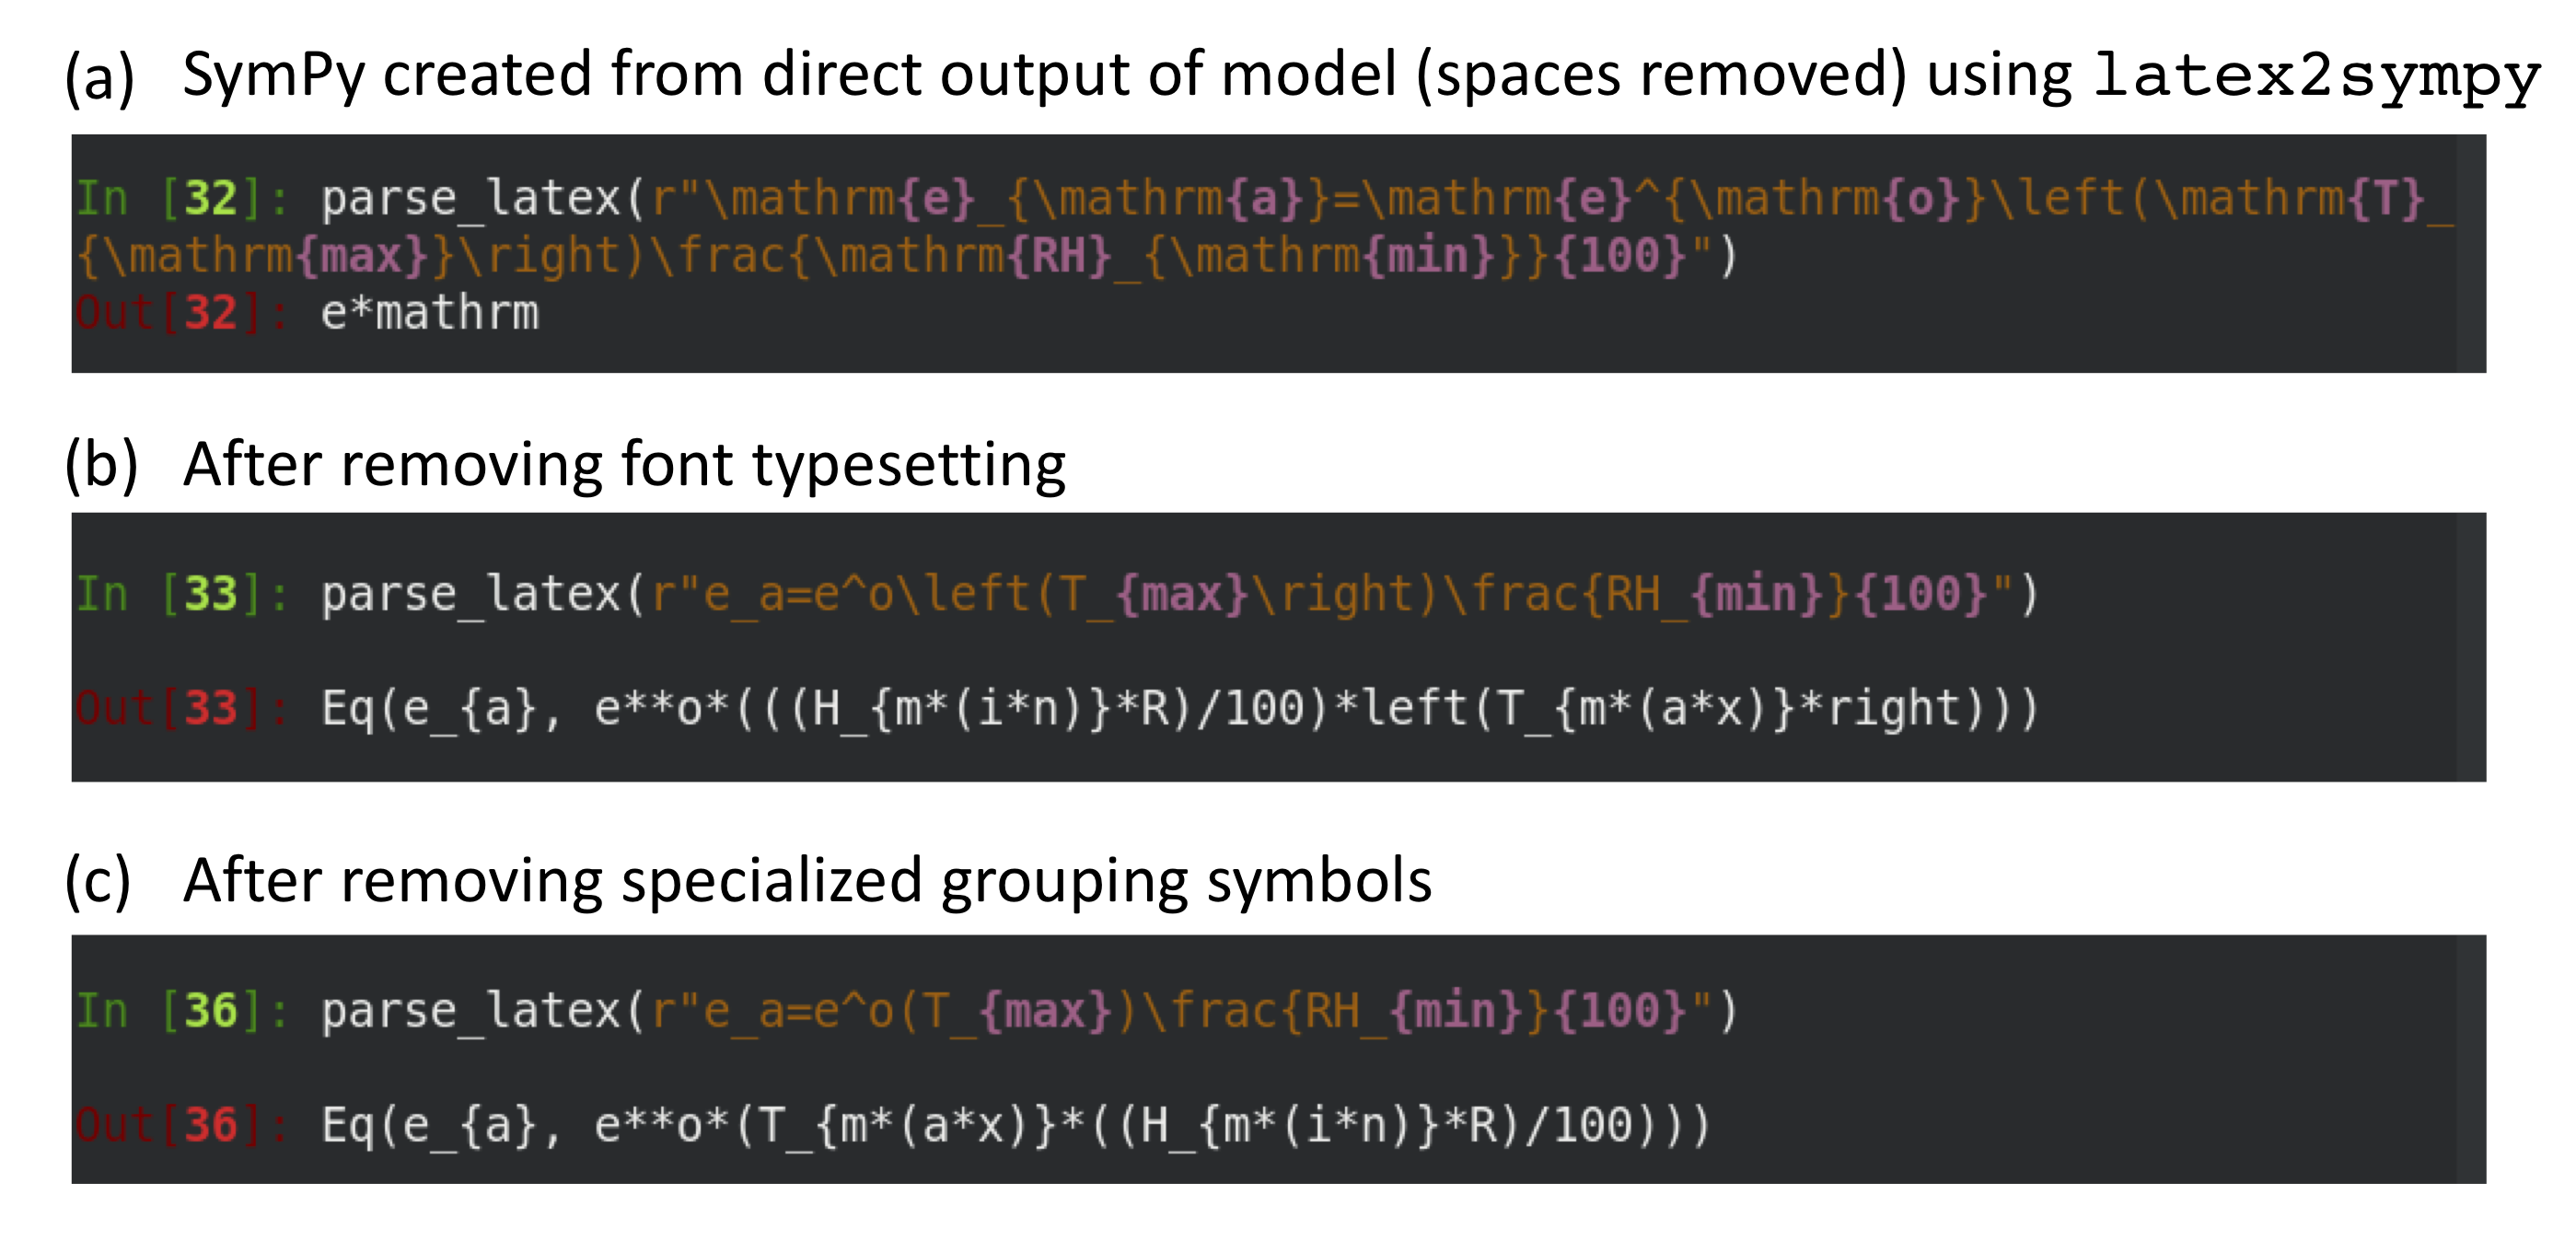 (a) SymPy created from direct output of model (spaces removed) using latex2sympy
In [32]: parse_latex(r"\mathrm{e}_{\mathrm{a}}=\mathrm{e}^{\mathrm{o}}\left(\mathrm{T}_
{\mathrm{max}}\right)\frac{\mathrm{RH}_{\mathrm{min}}}{100}")
Out[32]: e*mathrm
(b) After removing font typesetting
In [33]: parse_latex(r"e_a=e^o\left(T_{max}\right)\frac{RH_{min}}{100}")
Out[33]: Eq(e_{a}, e**o*(((H_{m*(i*n)}*R)/100)*left(T_{m*(a*x)}*right)))
(c) After removing specialized grouping symbols
In [36]: parse_latex(r"e_a=e^o(T_{max})\frac{RH_{min}}{100}")
Out[36]: Eq(e_{a}, e**o*(T_{m*(a*x)}*((H_{m*(i*n)}*R)/100)))